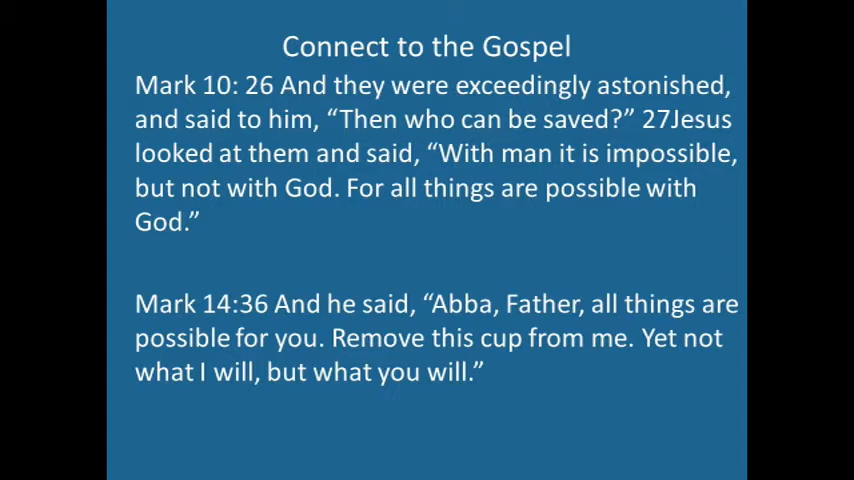 Connect to the Gospel
Mark 10: 26 And they were exceedingly astonished,
and said to him, “Then who can be saved?” 27Jesus
looked at them and said, “With man it is impossible,
but not with God. For all things are possible with
God.”
Mark 14:36 And he said, “Abba, Father, all things are
possible for you. Remove this cup from me. Yet not
what I will, but what you will.”